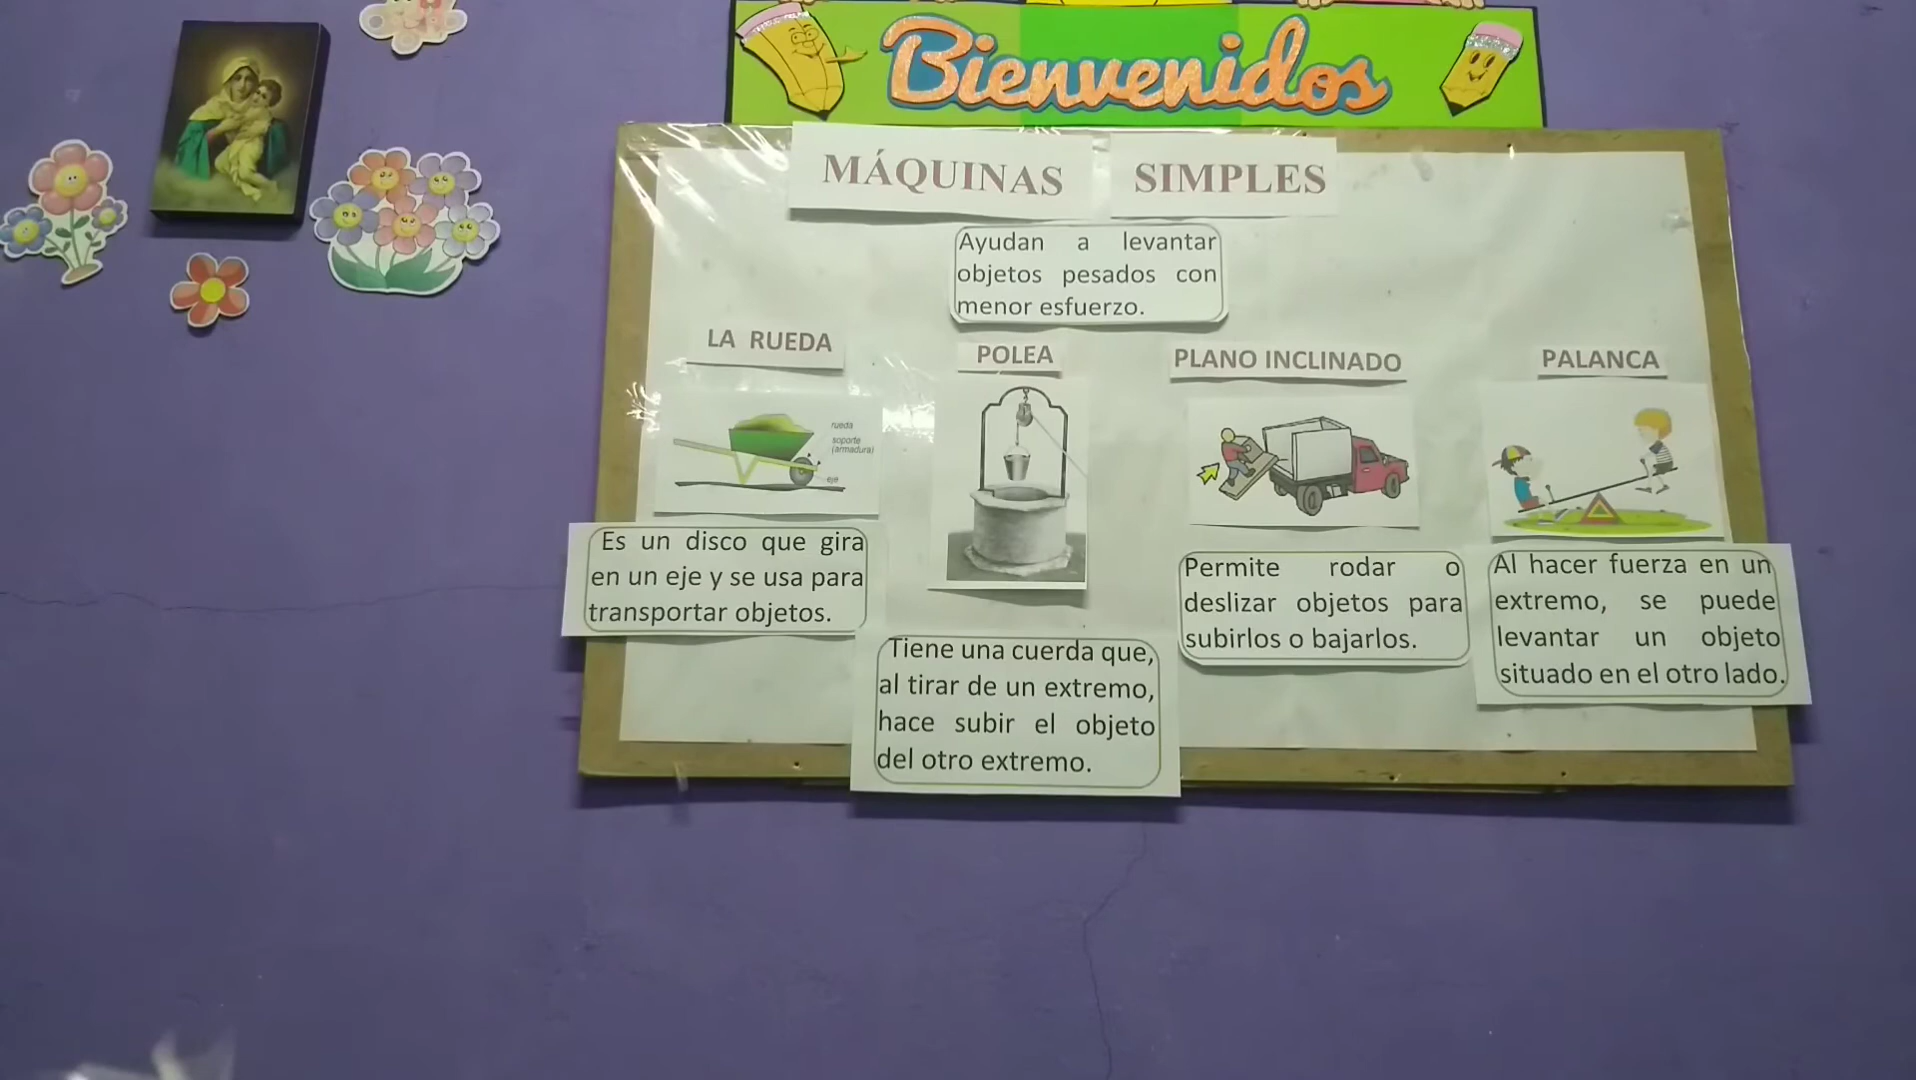 Bienvenidos
MÁQUINAS SIMPLES
Ayudan a levantar
objetos pesados con
menor esfuerzo.
LA RUEDA
rueda
soporte
(armadura)
eje
Es un disco que gira
en un eje y se usa para
transportar objetos.
POLEA
Tiene una cuerda que,
al tirar de un extremo,
hace subir el objeto
del otro extremo.
PLANO INCLINADO
Permite rodar o
deslizar objetos para
subirlos o bajarlos.
PALANCA
Al hacer fuerza en un
extremo, se puede
levantar un objeto
situado en el otro lado.